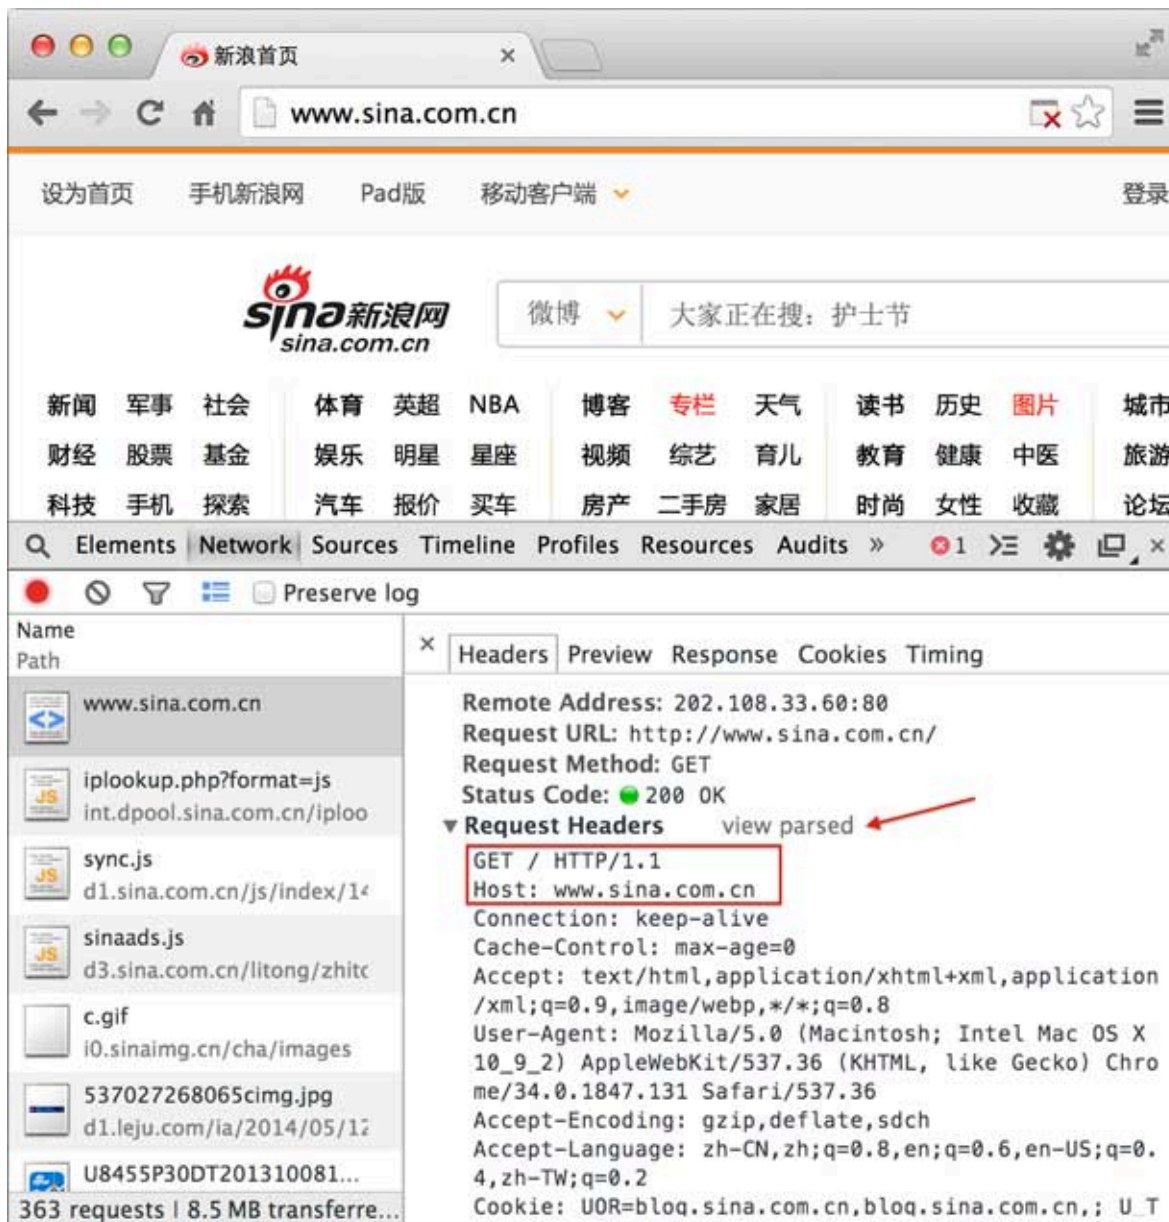 新浪首页
www.sina.com.cn
设为首页 手机新浪网 Pad版 移动客户端 登录
sina新浪网
sina.com.cn
微博 大家正在搜：护士节
新闻 军事 社会 体育 英超 NBA 博客 专栏 天气 读书 历史 图片 城市
财经 股票 基金 娱乐 明星 星座 视频 综艺 育儿 教育 健康 中医 旅游
科技 手机 探索 汽车 报价 买车 房产 二手房 家居 时尚 女性 收藏 论坛
Elements Network Sources Timeline Profiles Resources Audits » 1
Preserve log
Name
Path
www.sina.com.cn
iplookup.php?format=js
int.dpool.sina.com.cn/iploo
sync.js
d1.sina.com.cn/js/index/14
sinaads.js
d3.sina.com.cn/litong/zhitc
c.gif
i0.sinaimg.cn/cha/images
537027268065cimg.jpg
d1.leju.com/ia/2014/05/12
U8455P30DT201310081...
363 requests | 8.5 MB transferre...
Headers Preview Response Cookies Timing
Remote Address: 202.108.33.60:80
Request URL: http://www.sina.com.cn/
Request Method: GET
Status Code: 200 OK
Request Headers view parsed
GET / HTTP/1.1
Host: www.sina.com.cn
Connection: keep-alive
Cache-Control: max-age=0
Accept: text/html,application/xhtml+xml,application
/xml;q=0.9,image/webp,*/*;q=0.8
User-Agent: Mozilla/5.0 (Macintosh; Intel Mac OS X
10_9_2) AppleWebKit/537.36 (KHTML, like Gecko) Chro
me/34.0.1847.131 Safari/537.36
Accept-Encoding: gzip,deflate,sdch
Accept-Language: zh-CN,zh;q=0.8,en;q=0.6,en-US;q=0.
4,zh-TW;q=0.2
Cookie: UOR=blog.sina.com.cn,blog.sina.com.cn,; U_T